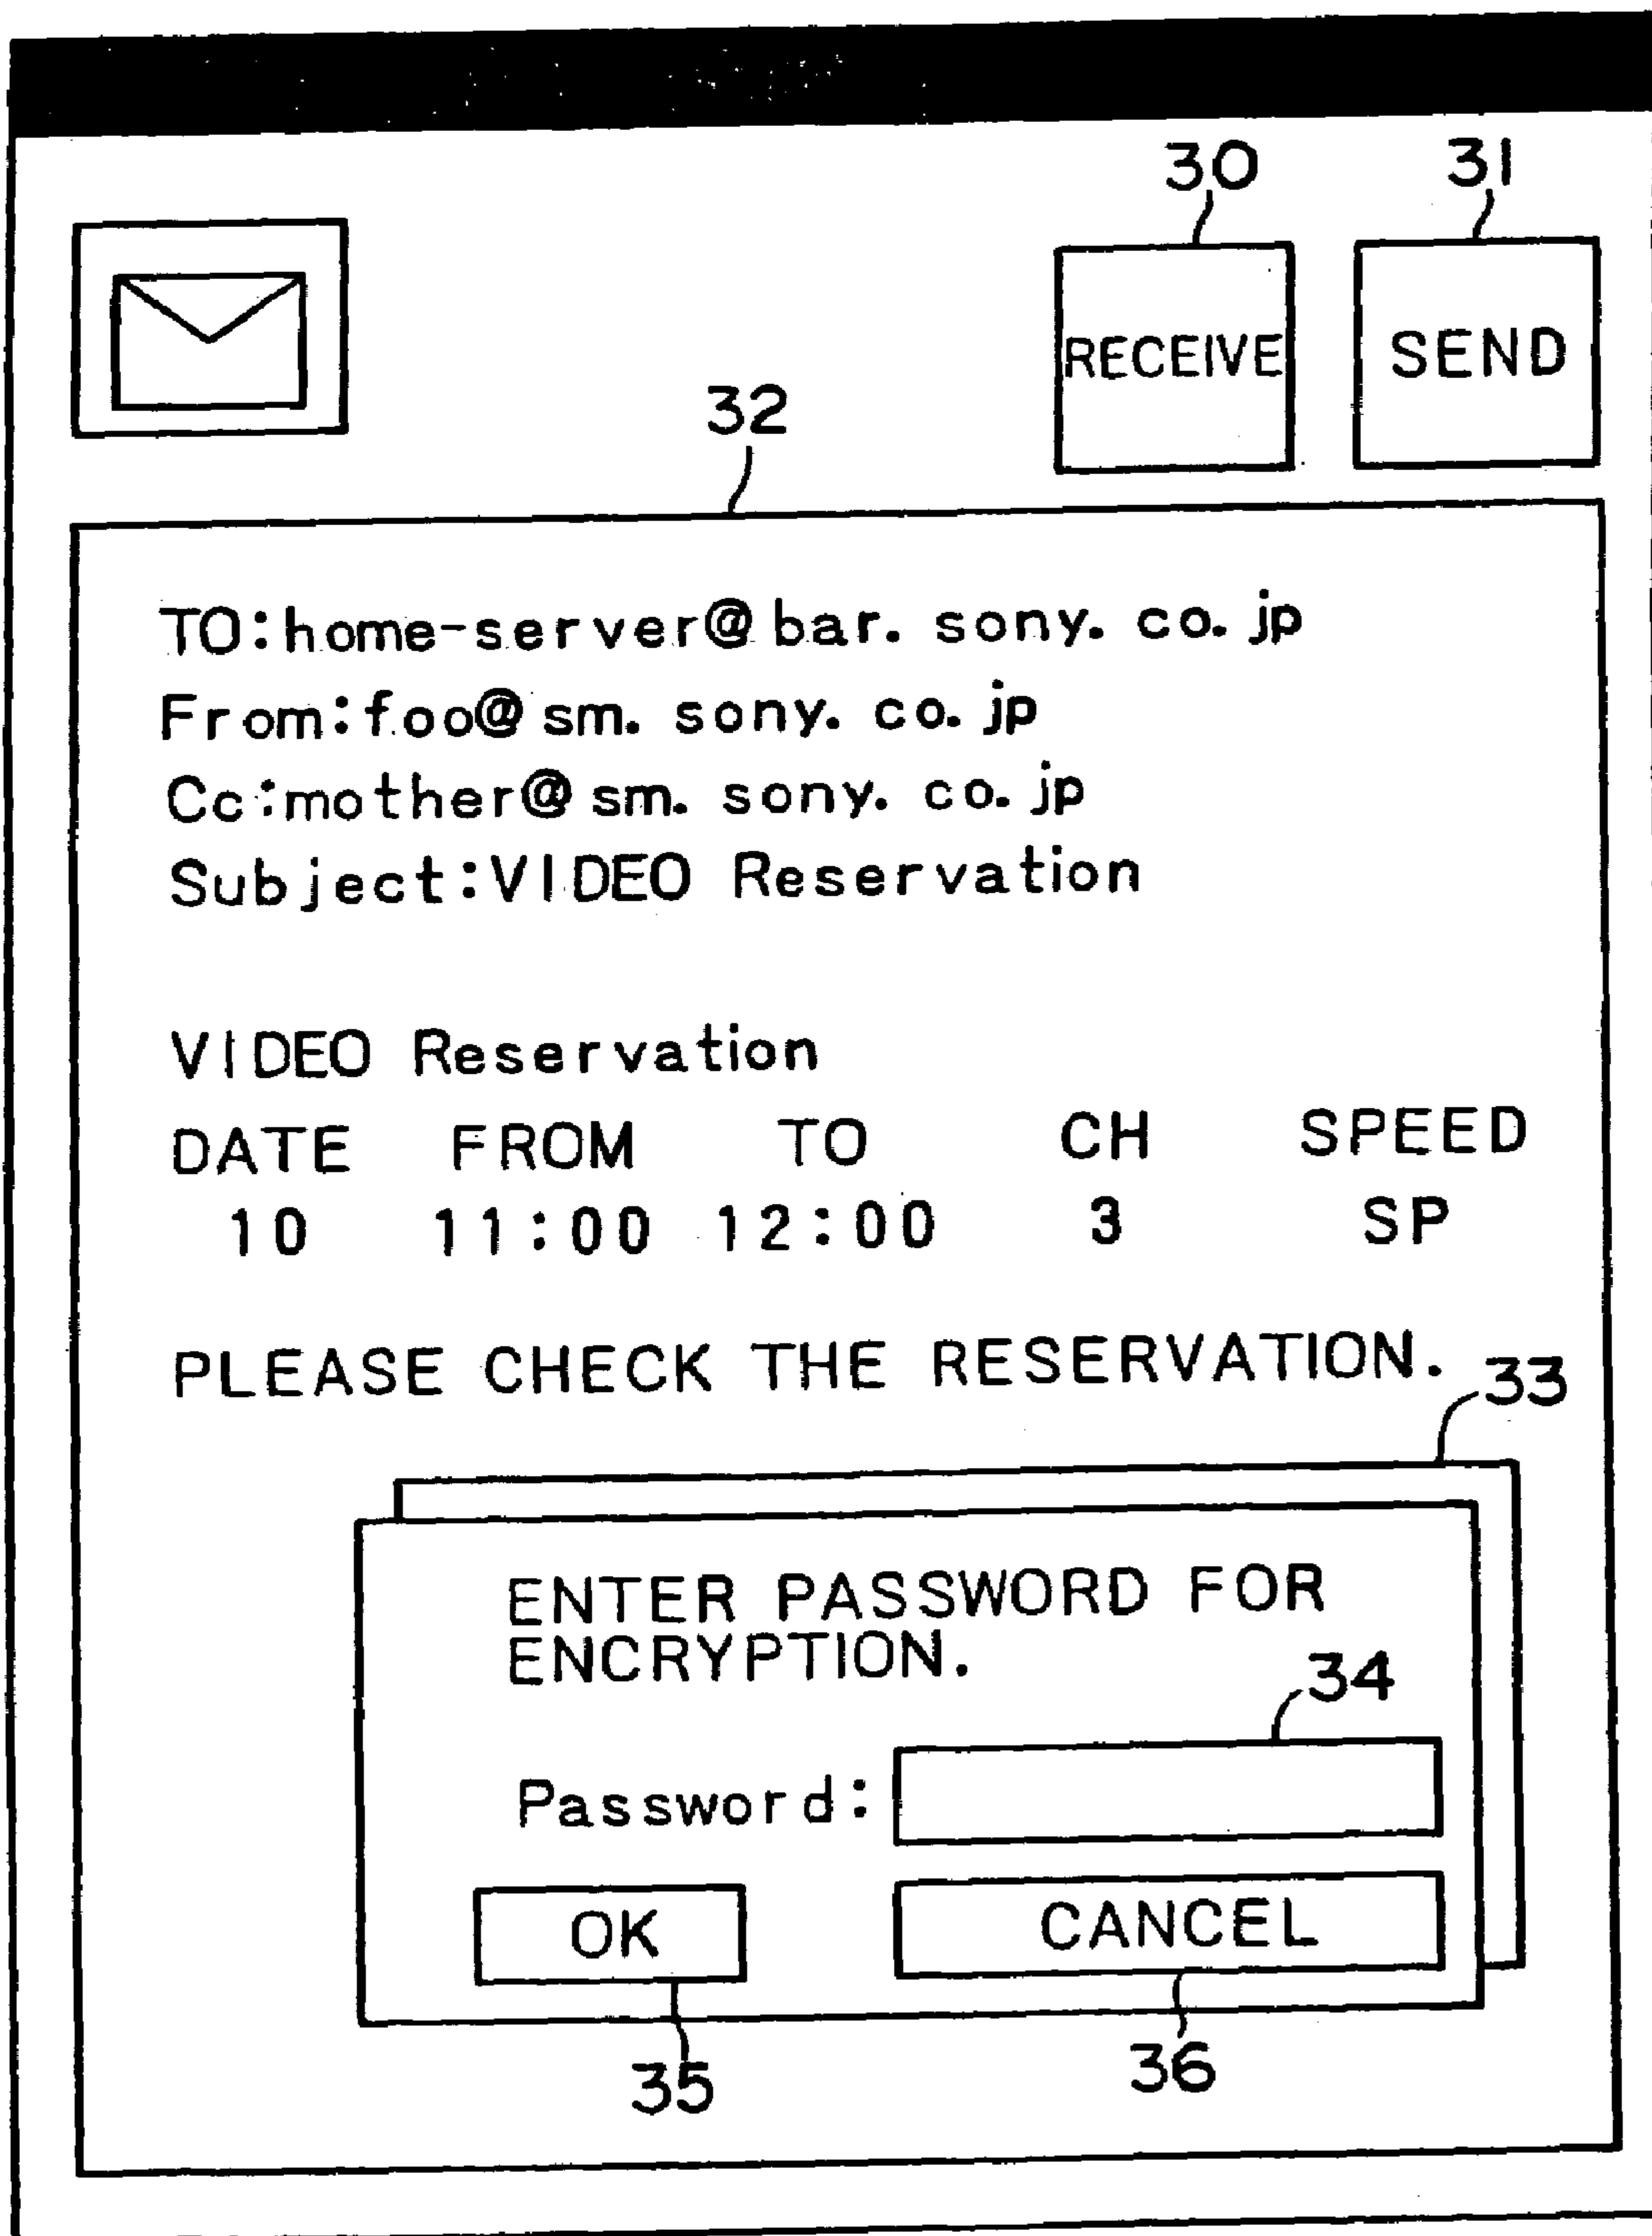 30 31
RECEIVE SEND
32
TO:home-server@bar.sony.co.jp
From:foo@sm.sony.co.jp
Cc:mother@sm.sony.co.jp
Subject:VIDEO Reservation
VIDEO Reservation
DATE FROM TO CH SPEED
10 11:00 12:00 3 SP
PLEASE CHECK THE RESERVATION.
33
ENTER PASSWORD FOR
ENCRYPTION.
34
Password:
OK CANCEL
35 36